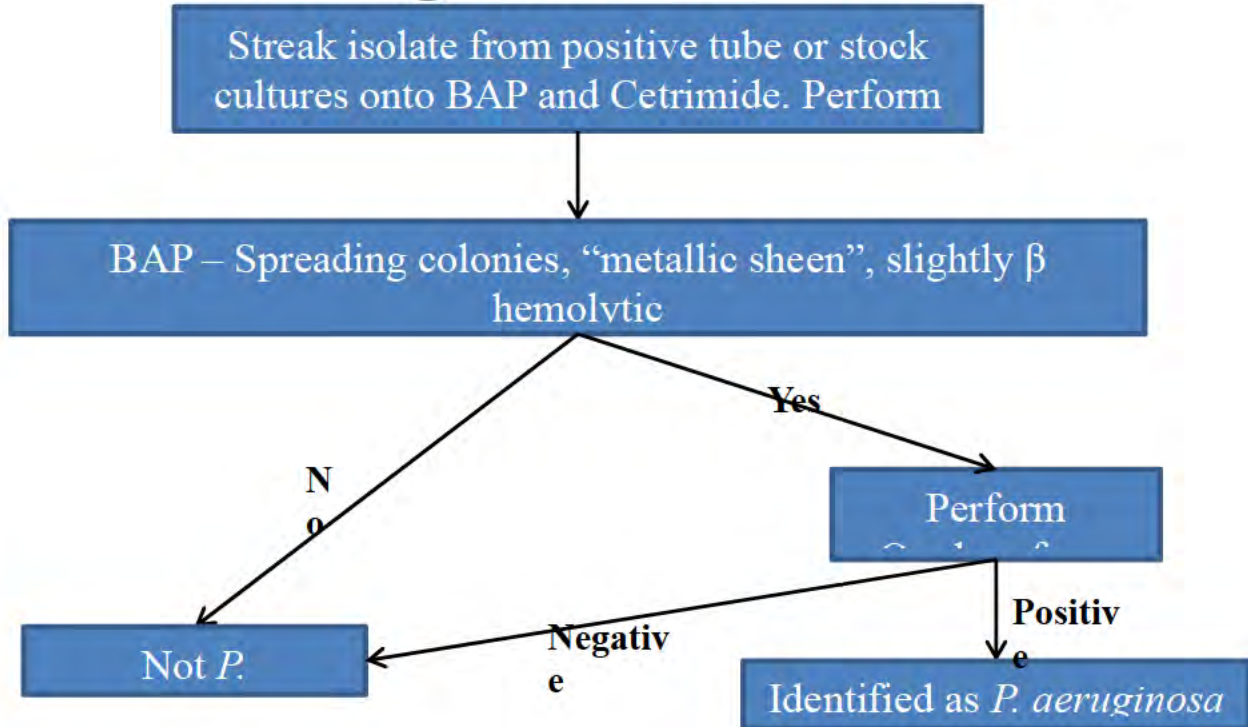 Streak isolate from positive tube or stock
cultures onto BAP and Cetrimide. Perform
BAP – Spreading colonies, “metallic sheen”, slightly β
hemolytic
Yes
N
o
Perform
Negativ
e
Positiv
e
Not P.
Identified as P. aeruginosa